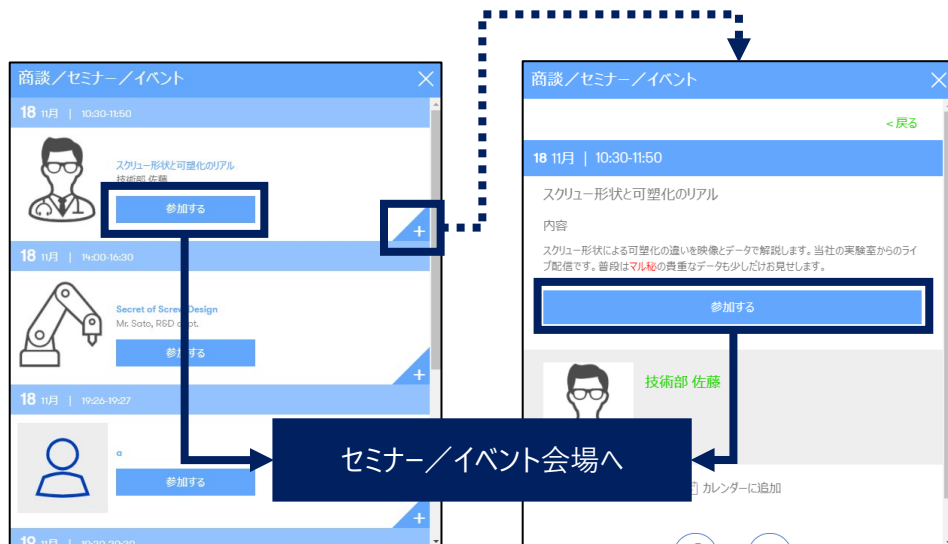 商談／セミナー／イベント
18 11月 | 10:30-11:50
スクリュー形状と可塑化のリアル
技術部 佐藤
参加する
+
18 11月 | 14:00-16:30
Secret of Screw Design
Mr. Sato, R&D dept.
参加する
+
18 11月 | 19:26-19:27
a
参加する
+
商談／セミナー／イベント
＜戻る
18 11月 | 10:30-11:50
スクリュー形状と可塑化のリアル
内容
スクリュー形状による可塑化の違いを映像とデータで解説します。当社の実験室からのライ
ブ配信です。普段はマル秘の貴重なデータも少しだけお見せします。
参加する
技術部 佐藤
セミナー／イベント会場へ
カレンダーに追加